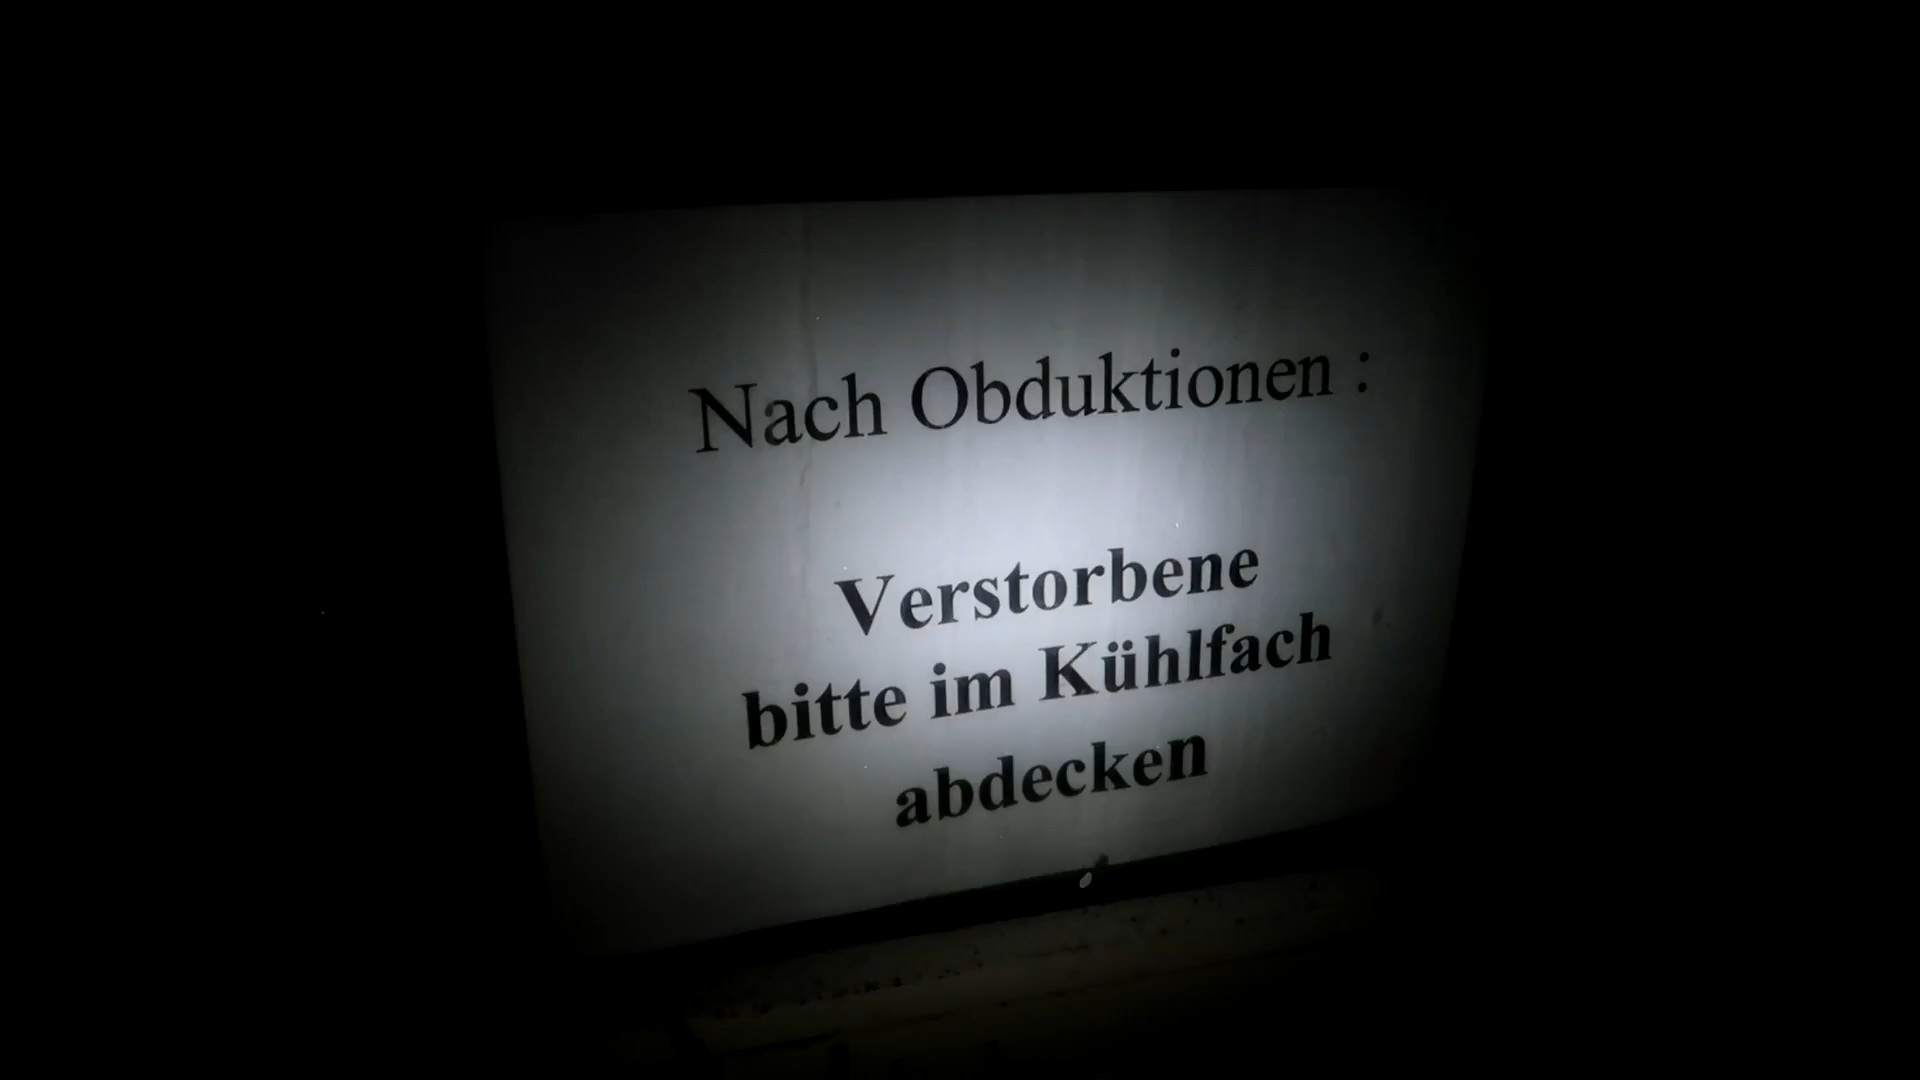 Nach Obduktionen :
Verstorbene
bitte im Kühlfach
abdecken